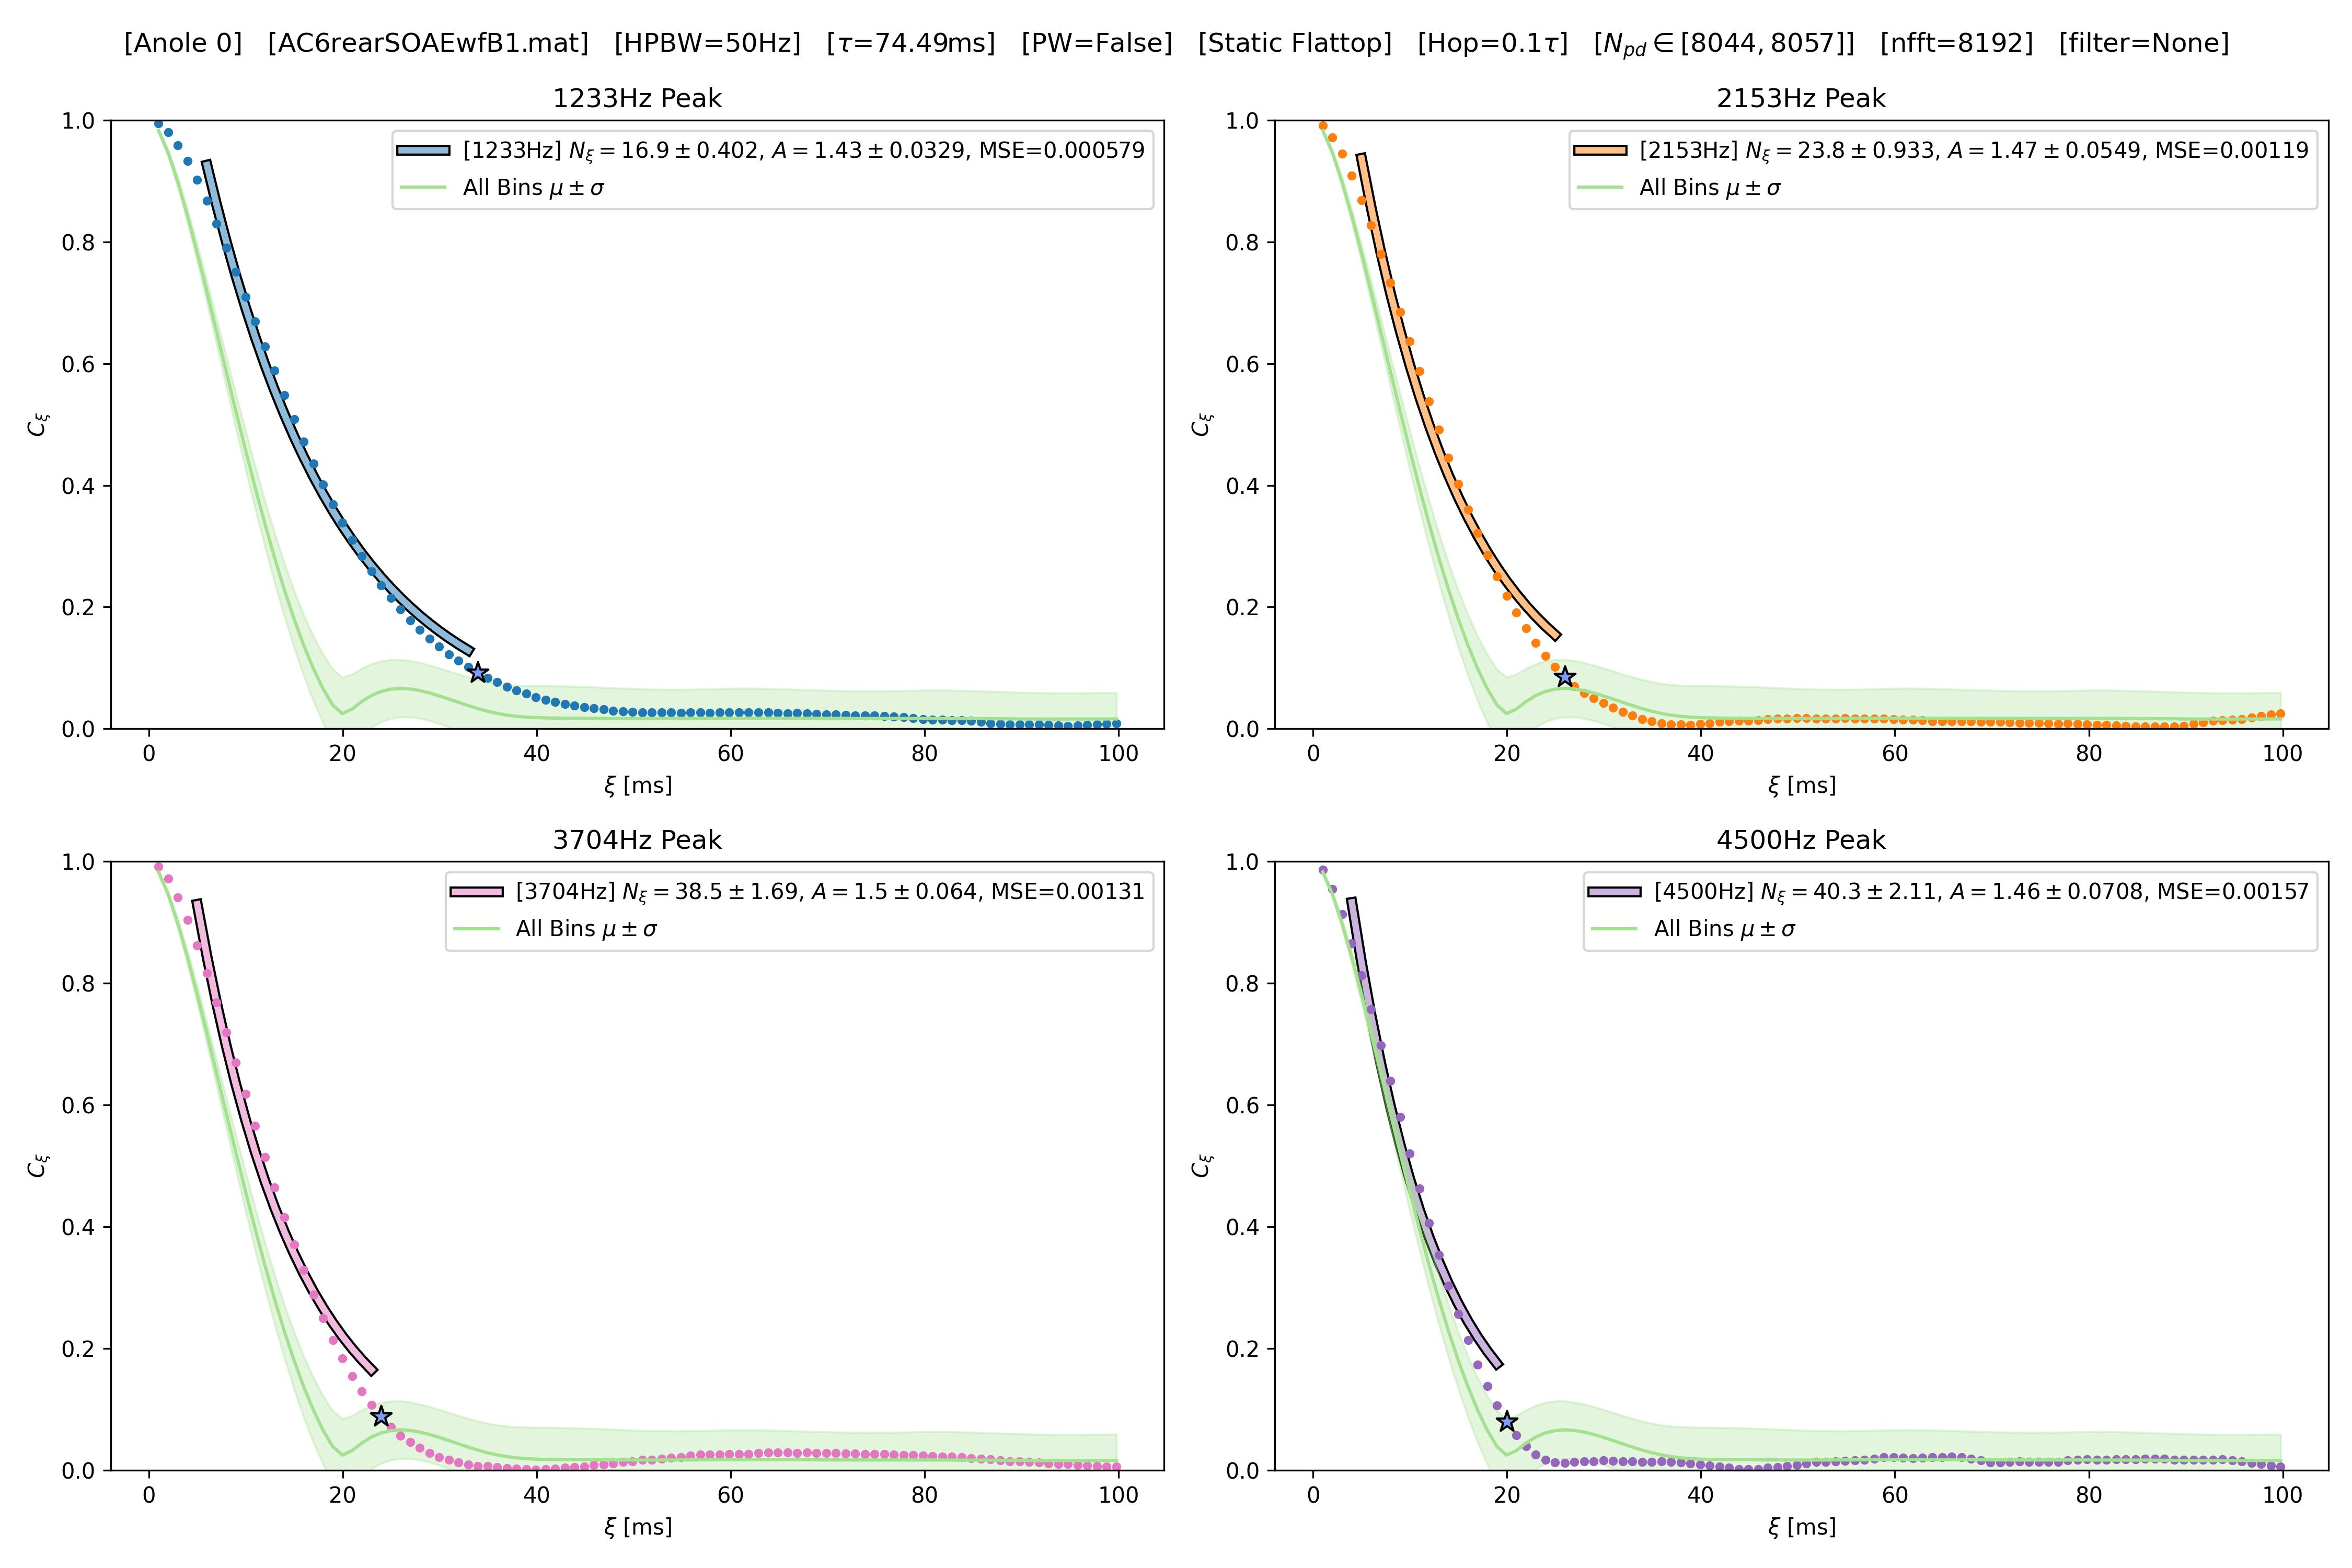 [Anole 0] [AC6rearSOAEwfB1.mat] [HPBW=50Hz] [τ=74.49ms] [PW=False] [Static Flattop] [Hop=0.1τ] [N_pd ∈ [8044, 8057]] [nfft=8192] [filter=None]
1233Hz Peak
[1233Hz] N_ξ = 16.9 ± 0.402, A = 1.43 ± 0.0329, MSE=0.000579
All Bins μ ± σ
1.0
0.8
0.6
0.4
0.2
0.0
C_ξ
0 20 40 60 80 100
ξ [ms]
2153Hz Peak
[2153Hz] N_ξ = 23.8 ± 0.933, A = 1.47 ± 0.0549, MSE=0.00119
All Bins μ ± σ
1.0
0.8
0.6
0.4
0.2
0.0
C_ξ
0 20 40 60 80 100
ξ [ms]
3704Hz Peak
[3704Hz] N_ξ = 38.5 ± 1.69, A = 1.5 ± 0.064, MSE=0.00131
All Bins μ ± σ
1.0
0.8
0.6
0.4
0.2
0.0
C_ξ
0 20 40 60 80 100
ξ [ms]
4500Hz Peak
[4500Hz] N_ξ = 40.3 ± 2.11, A = 1.46 ± 0.0708, MSE=0.00157
All Bins μ ± σ
1.0
0.8
0.6
0.4
0.2
0.0
C_ξ
0 20 40 60 80 100
ξ [ms]